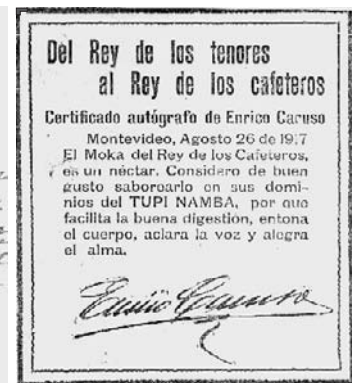 Del Rey de los tenores
al Rey de los cafeteros
Certificado autógrafo de Enrico Caruso
Montevideo, Agosto 26 de 1917
El Moka del Rey de los Cafeteros,
es un néctar. Considero de buen
gusto saborearlo en sus domi-
nios del TUPI NAMBA, por que
facilita la buena digestión, entona
el cuerpo, aclara la voz y alegra
el alma.
Enrico Caruso